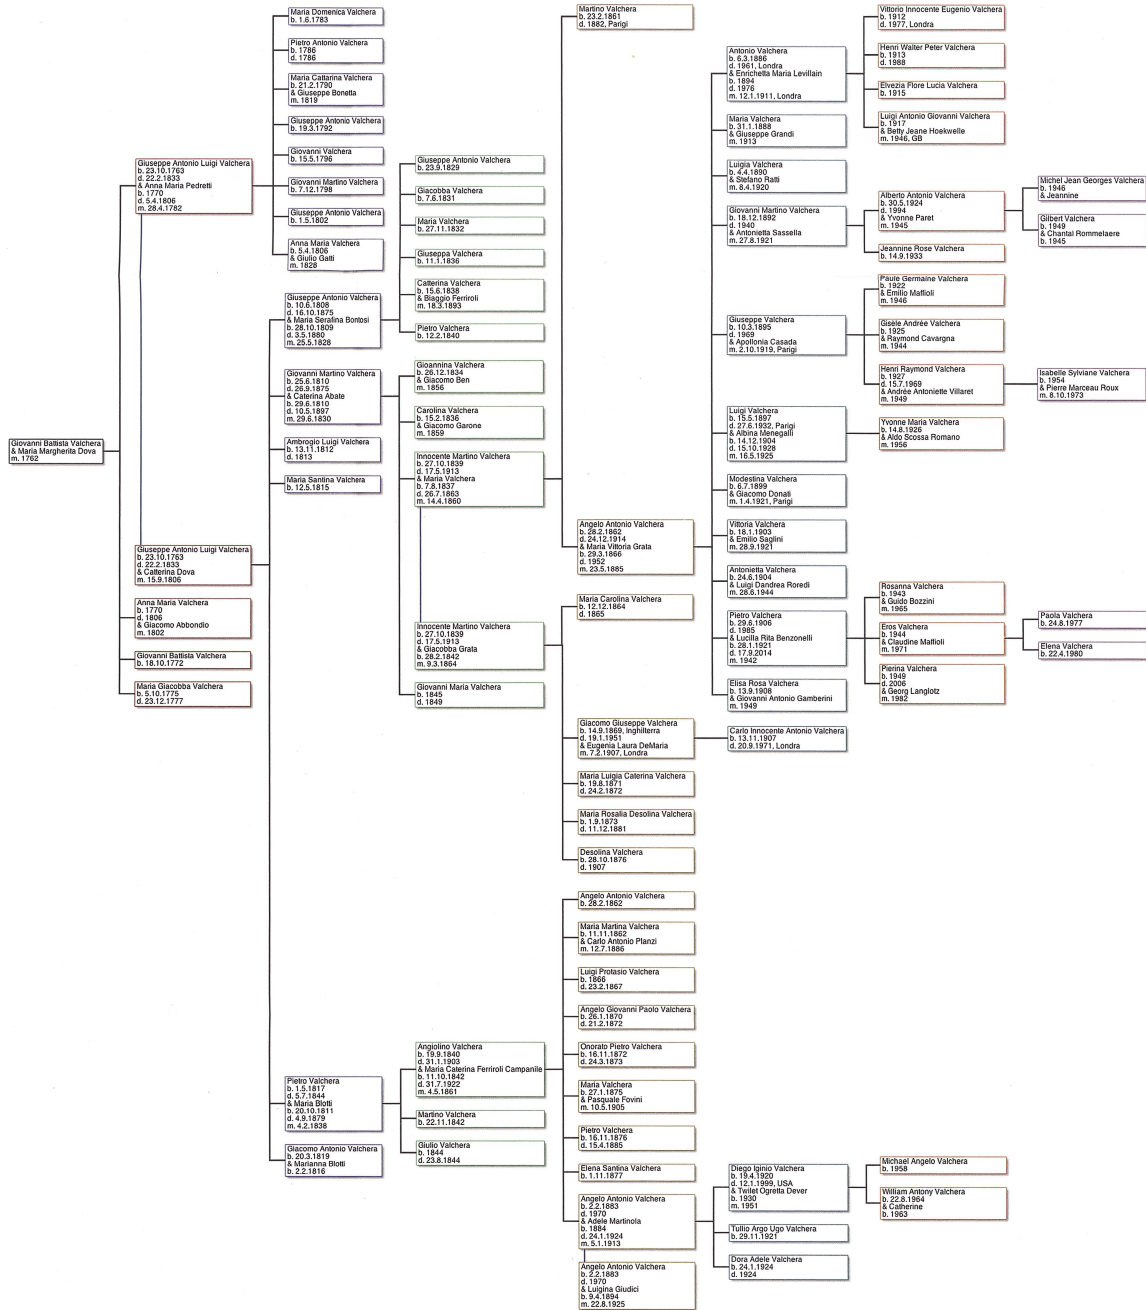 Giovanni Battista Valchera
& Maria Margherita Dova
m. 1762
Giuseppe Antonio Luigi Valchera
b. 23.10.1763
d. 22.2.1833
& Anna Maria Pedretti
b. 1770
d. 5.4.1806
m. 28.4.1782
Giuseppe Antonio Luigi Valchera
b. 23.10.1763
d. 22.2.1833
& Catterina Dova
m. 15.9.1806
Anna Maria Valchera
b. 1770
d. 1806
& Giacomo Abbondio
m. 1802
Giovanni Battista Valchera
b. 18.10.1772
Maria Giacobba Valchera
b. 5.10.1775
d. 23.12.1777
Maria Domenica Valchera
b. 1.6.1783
Pietro Antonio Valchera
b. 1786
d. 1786
Maria Cattarina Valchera
b. 21.2.1790
& Giuseppe Bonetta
m. 1819
Giuseppe Antonio Valchera
b. 19.3.1792
Giovanni Valchera
b. 15.5.1796
Giovanni Martino Valchera
b. 7.12.1798
Giuseppe Antonio Valchera
b. 1.5.1802
Anna Maria Valchera
b. 5.4.1806
& Giulio Gatti
m. 1828
Giuseppe Antonio Valchera
b. 10.6.1808
d. 16.10.1875
& Maria Serafina Bontosi
b. 28.10.1809
d. 3.5.1880
m. 25.5.1828
Giovanni Martino Valchera
b. 25.6.1810
d. 26.9.1875
& Caterina Abate
b. 29.6.1810
d. 10.5.1897
m. 29.6.1830
Ambrogio Luigi Valchera
b. 13.11.1812
d. 1813
Maria Santina Valchera
b. 12.5.1815
Pietro Valchera
b. 1.5.1817
d. 5.7.1844
& Maria Blotti
b. 20.10.1811
d. 4.9.1879
m. 4.2.1838
Giacomo Antonio Valchera
b. 20.3.1819
& Marianna Blotti
b. 2.2.1816
Giuseppe Antonio Valchera
b. 23.9.1829
Giacobba Valchera
b. 7.6.1831
Maria Valchera
b. 27.11.1832
Giuseppa Valchera
b. 11.1.1836
Catterina Valchera
b. 15.6.1838
& Biaggio Ferriroli
m. 18.3.1893
Pietro Valchera
b. 12.2.1840
Gioannina Valchera
b. 26.12.1834
& Giacomo Ben
m. 1856
Carolina Valchera
b. 15.2.1836
& Giacomo Garone
m. 1859
Innocente Martino Valchera
b. 27.10.1839
d. 17.5.1913
& Maria Valchera
b. 7.8.1837
d. 26.7.1863
m. 14.4.1860
Innocente Martino Valchera
b. 27.10.1839
d. 17.5.1913
& Giacobba Grata
b. 28.2.1842
m. 9.3.1864
Giovanni Maria Valchera
b. 1845
d. 1849
Angiolino Valchera
b. 19.9.1840
d. 31.1.1903
& Maria Caterina Ferriroli Campanile
b. 11.10.1842
d. 31.7.1922
m. 4.5.1861
Martino Valchera
b. 22.11.1842
Giulio Valchera
b. 1844
d. 23.8.1844
Martino Valchera
b. 23.2.1861
d. 1882, Parigi
Angelo Antonio Valchera
b. 28.2.1862
d. 24.12.1914
& Maria Vittoria Grata
b. 29.3.1866
d. 1952
m. 23.5.1885
Maria Carolina Valchera
b. 12.12.1864
d. 1865
Giacomo Giuseppe Valchera
b. 14.9.1869, Inghilterra
d. 19.1.1951
& Eugenia Laura DeMaria
m. 7.2.1907, Londra
Maria Luigia Caterina Valchera
b. 19.8.1871
d. 24.2.1872
Maria Rosalia Desolina Valchera
b. 1.9.1873
d. 11.12.1881
Desolina Valchera
b. 28.10.1876
d. 1907
Angelo Antonio Valchera
b. 28.2.1862
Maria Martina Valchera
b. 11.11.1862
& Carlo Antonio Planzi
m. 12.7.1886
Luigi Protasio Valchera
b. 1866
d. 23.2.1867
Angelo Giovanni Paolo Valchera
b. 26.1.1870
d. 21.2.1872
Onorato Pietro Valchera
b. 16.11.1872
d. 24.3.1873
Maria Valchera
b. 27.1.1875
& Pasquale Fovini
m. 10.5.1905
Pietro Valchera
b. 16.11.1876
d. 15.4.1885
Elena Santina Valchera
b. 1.11.1877
Angelo Antonio Valchera
b. 2.2.1883
d. 1970
& Adele Martinola
b. 1884
d. 24.1.1924
m. 5.1.1913
Angelo Antonio Valchera
b. 2.2.1883
d. 1970
& Luigina Giudici
b. 9.4.1894
m. 22.8.1925
Antonio Valchera
b. 6.3.1886
d. 1961, Londra
& Enrichetta Maria Levillain
b. 1894
d. 1976
m. 12.1.1911, Londra
Maria Valchera
b. 31.1.1888
& Giuseppe Grandi
m. 1913
Luigia Valchera
b. 4.4.1890
& Stefano Ratti
m. 8.4.1920
Giovanni Martino Valchera
b. 18.12.1892
d. 1940
& Antonietta Sassella
m. 27.8.1921
Giuseppe Valchera
b. 10.3.1895
d. 1969
& Apollonia Casada
m. 2.10.1919, Parigi
Luigi Valchera
b. 15.5.1897
d. 27.6.1932, Parigi
& Albina Menegalli
b. 14.12.1904
d. 15.10.1928
m. 16.5.1925
Modestina Valchera
b. 6.7.1899
& Giacomo Donati
m. 1.4.1921, Parigi
Vittoria Valchera
b. 18.1.1903
& Emilio Saglini
m. 28.9.1921
Antonietta Valchera
b. 24.6.1904
& Luigi Dandrea Roredi
m. 28.6.1944
Pietro Valchera
b. 29.6.1906
d. 1985
& Lucilla Rita Benzonelli
b. 28.1.1921
d. 17.9.2014
m. 1942
Elisa Rosa Valchera
b. 13.9.1908
& Giovanni Antonio Gamberini
m. 1949
Carlo Innocente Antonio Valchera
b. 13.11.1907
d. 20.9.1971, Londra
Diego Iginio Valchera
b. 19.4.1920
d. 12.1.1999, USA
& Twilet Ogretta Dever
b. 1930
m. 1951
Tullio Argo Ugo Valchera
b. 29.11.1921
Dora Adele Valchera
b. 24.1.1924
d. 1924
Vittorio Innocente Eugenio Valchera
b. 1912
d. 1977, Londra
Henri Walter Peter Valchera
b. 1913
d. 1988
Elvezia Flore Lucia Valchera
b. 1915
Luigi Antonio Giovanni Valchera
b. 1917
& Betty Jeane Hoekwelle
m. 1946, GB
Alberto Antonio Valchera
b. 30.5.1924
d. 1994
& Yvonne Paret
m. 1945
Jeannine Rose Valchera
b. 14.9.1933
Paule Germaine Valchera
b. 1922
& Emilio Maffioli
m. 1946
Gisèle Andrée Valchera
b. 1925
& Raymond Cavargna
m. 1944
Henri Raymond Valchera
b. 1927
d. 15.7.1969
& Andrée Antoniette Villaret
m. 1949
Yvonne Maria Valchera
b. 14.8.1926
& Aldo Scossa Romano
m. 1956
Rosanna Valchera
b. 1943
& Guido Bozzini
m. 1965
Eros Valchera
b. 1944
& Claudine Maffioli
m. 1971
Pierina Valchera
b. 1949
d. 2006
& Georg Langlotz
m. 1982
Michael Angelo Valchera
b. 1958
William Antony Valchera
b. 22.8.1964
& Catherine
b. 1963
Michel Jean Georges Valchera
b. 1946
& Jeannine
Gilbert Valchera
b. 1949
& Chantal Rommelaere
b. 1945
Isabelle Sylviane Valchera
b. 1954
& Pierre Marceau Roux
m. 8.10.1973
Paola Valchera
b. 24.8.1977
Elena Valchera
b. 22.4.1980